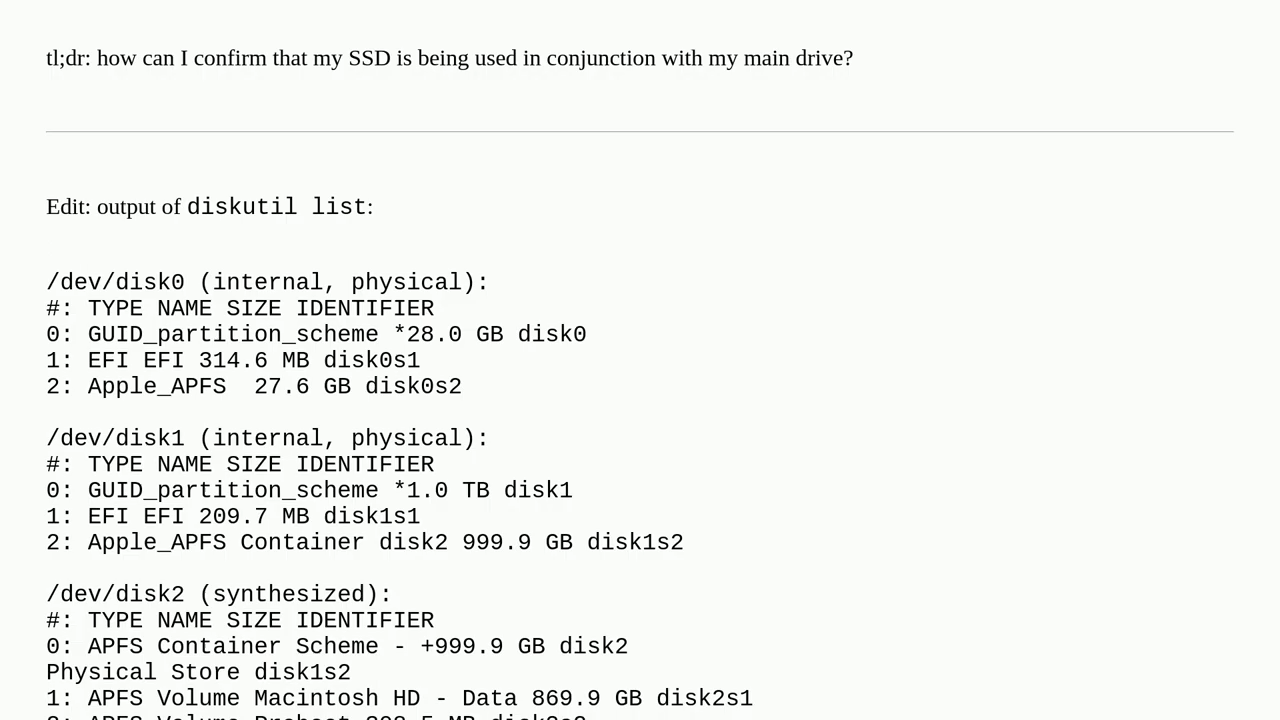 tl;dr: how can I confirm that my SSD is being used in conjunction with my main drive?
Edit: output of diskutil list:
/dev/disk0 (internal, physical):
#: TYPE NAME SIZE IDENTIFIER
0: GUID_partition_scheme *28.0 GB disk0
1: EFI EFI 314.6 MB disk0s1
2: Apple_APFS  27.6 GB disk0s2
/dev/disk1 (internal, physical):
#: TYPE NAME SIZE IDENTIFIER
0: GUID_partition_scheme *1.0 TB disk1
1: EFI EFI 209.7 MB disk1s1
2: Apple_APFS Container disk2 999.9 GB disk1s2
/dev/disk2 (synthesized):
#: TYPE NAME SIZE IDENTIFIER
0: APFS Container Scheme - +999.9 GB disk2
Physical Store disk1s2
1: APFS Volume Macintosh HD - Data 869.9 GB disk2s1